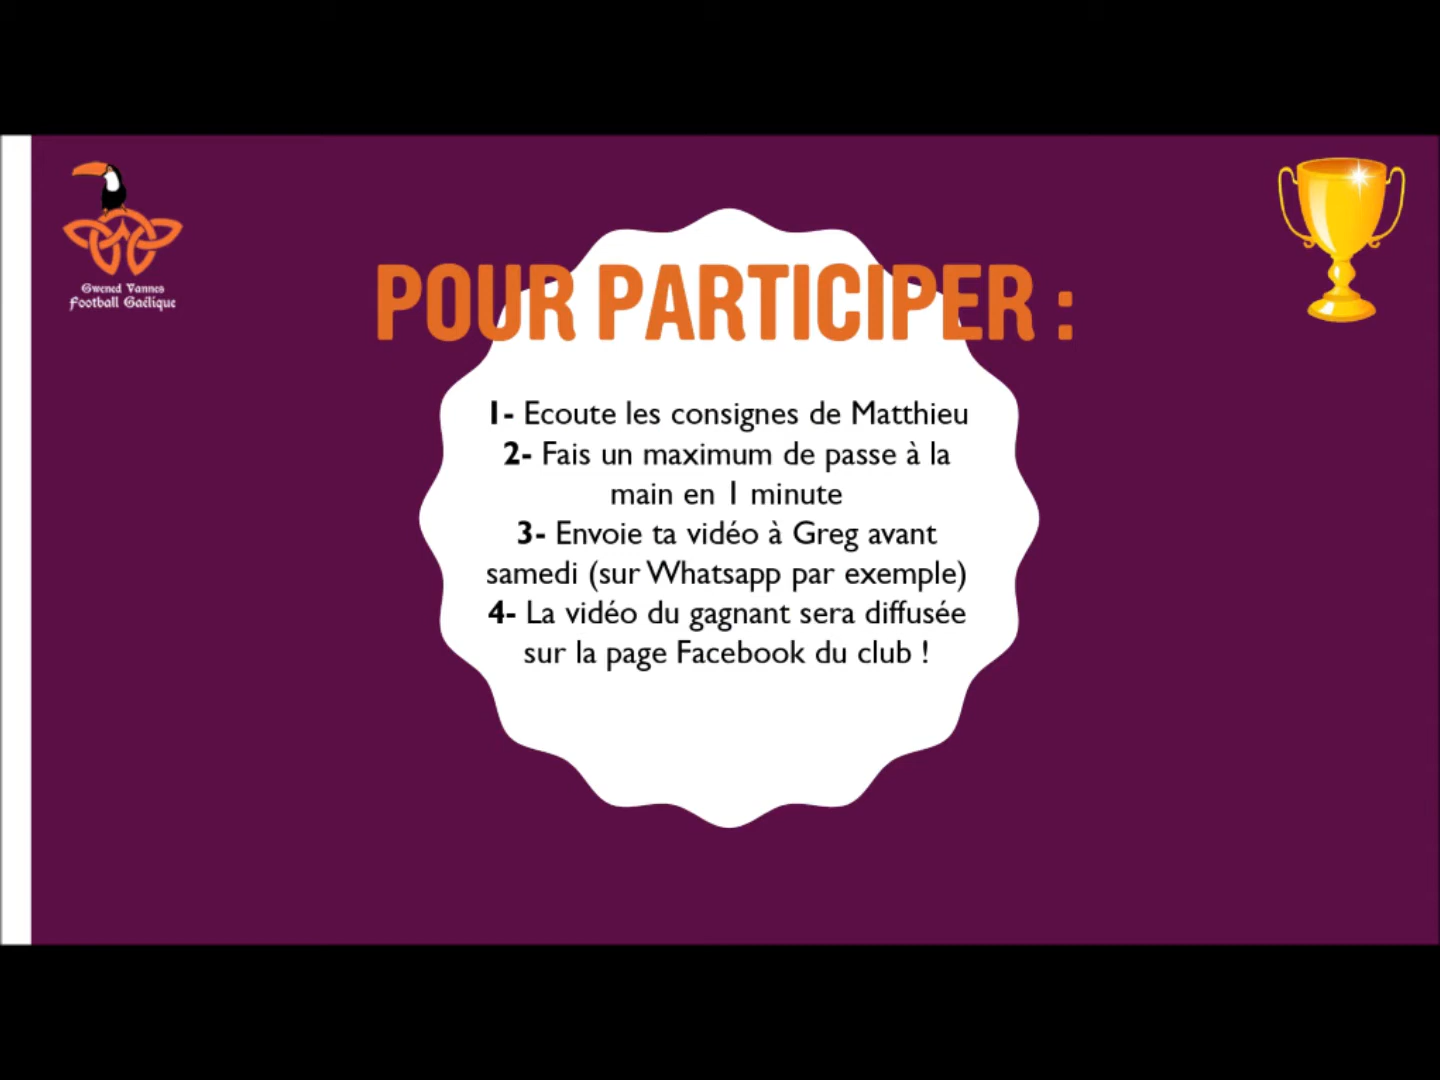 Gwened Vannes
Football Gaélique
POUR PARTICIPER :
1- Ecoute les consignes de Matthieu
2- Fais un maximum de passe à la
main en 1 minute
3- Envoie ta vidéo à Greg avant
samedi (sur Whatsapp par exemple)
4- La vidéo du gagnant sera diffusée
sur la page Facebook du club !